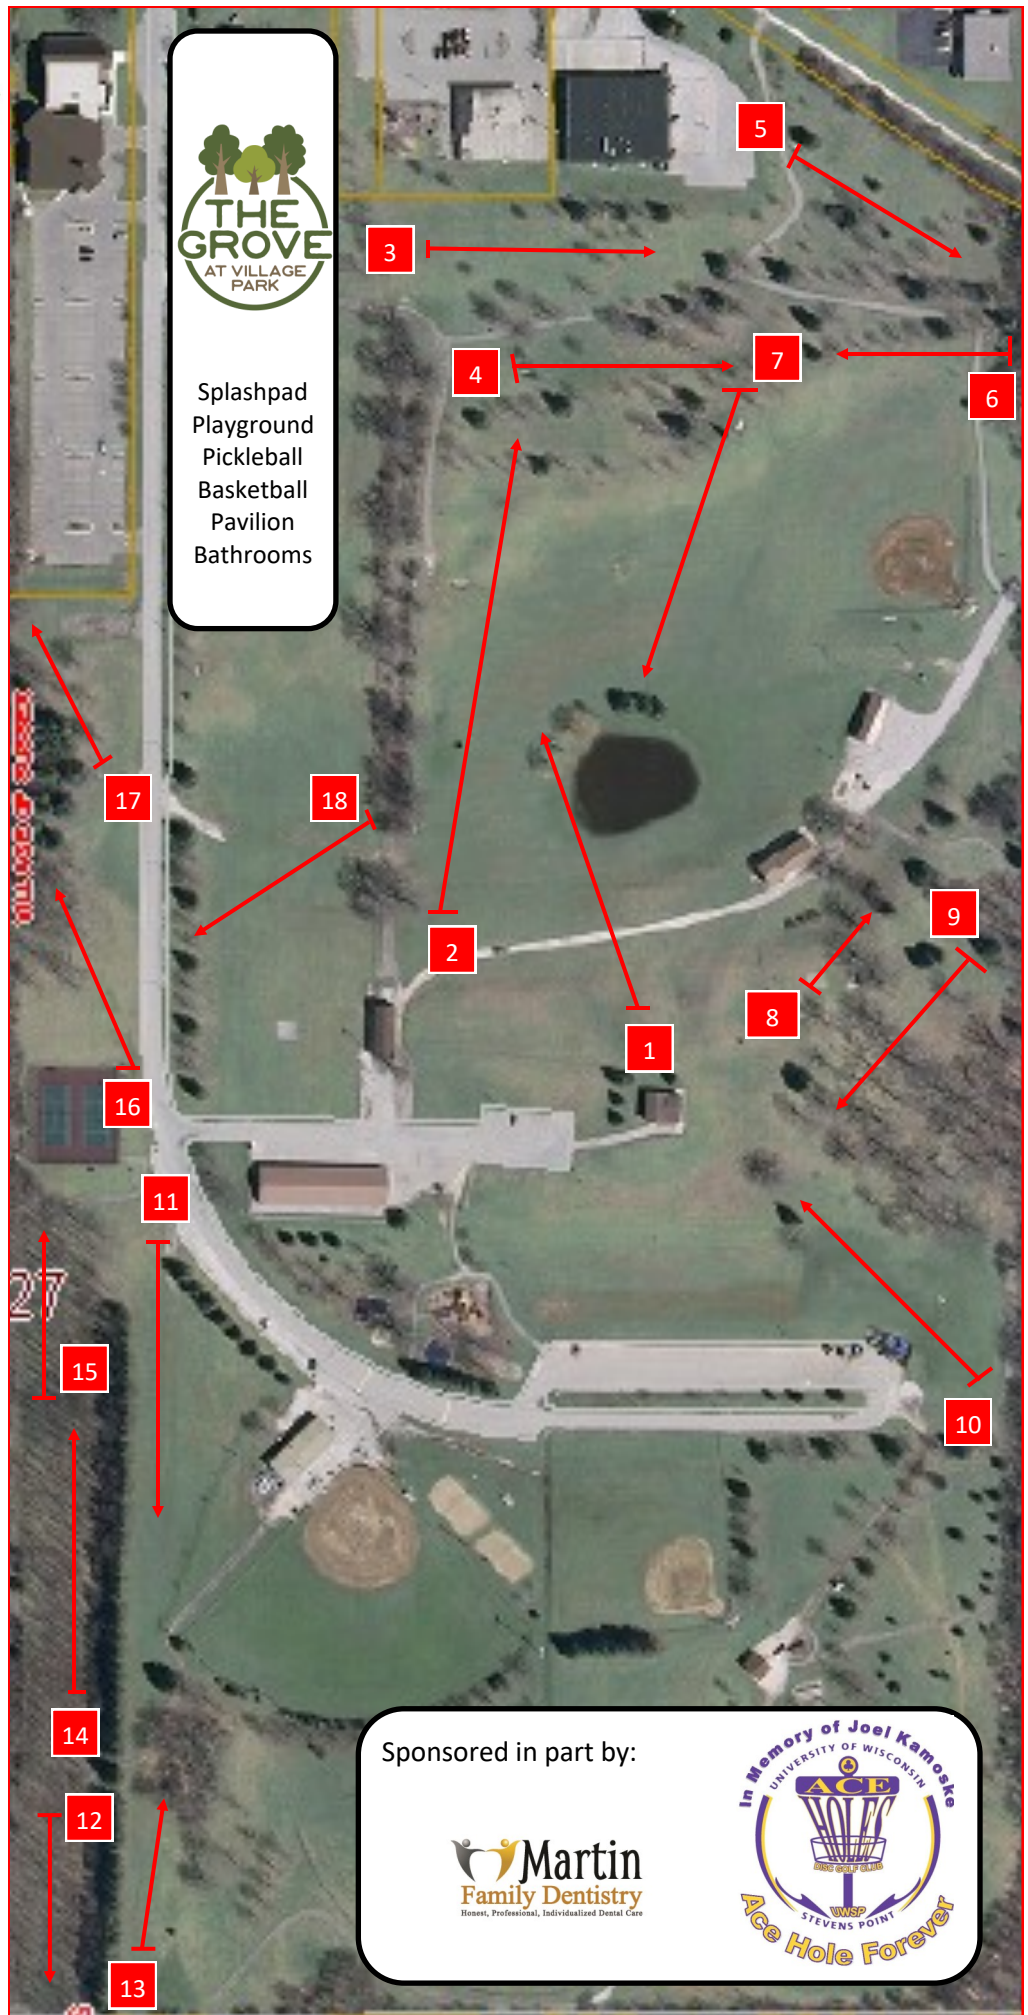 THE
GROVE
AT VILLAGE
PARK
Splashpad
Playground
Pickleball
Basketball
Pavilion
Bathrooms
5
3
4
7
6
17
18
2
9
8
1
16
11
27
15
10
14
12
13
Sponsored in part by:
Martin
Family Dentistry
Honest, Professional, Individualized Dental Care
In Memory of Joel Kamoske
UNIVERSITY OF WISCONSIN
ACE
HOLE
DISC GOLF CLUB
UWSP
STEVENS POINT
Ace Hole Forever